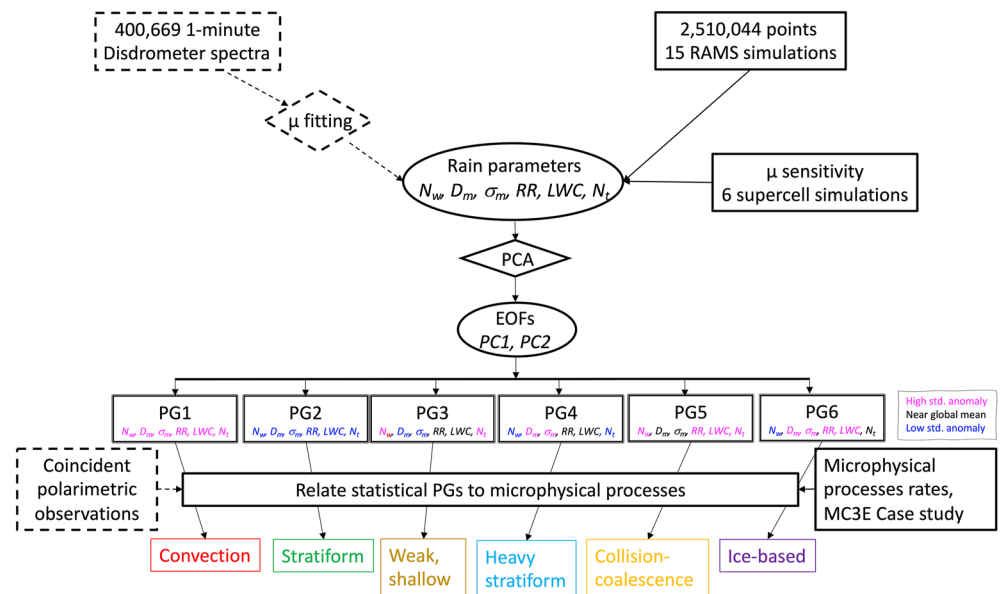 400,669 1-minute
Disdrometer spectra
2,510,044 points
15 RAMS simulations
μ fitting
Rain parameters
Nw, Dm, σm, RR, LWC, Nt
μ sensitivity
6 supercell simulations
PCA
EOFs
PC1, PC2
PG1
Nw, Dm, σm, RR, LWC, Nt
PG2
Nw, Dm, σm, RR, LWC, Nt
PG3
Nw, Dm, σm, RR, LWC, Nt
PG4
Nw, Dm, σm, RR, LWC, Nt
PG5
Nw, Dm, σm, RR, LWC, Nt
PG6
Nw, Dm, σm, RR, LWC, Nt
High std. anomaly
Near global mean
Low std. anomaly
Coincident
polarimetric
observations
Relate statistical PGs to microphysical processes
Microphysical
processes rates,
MC3E Case study
Convection
Stratiform
Weak,
shallow
Heavy
stratiform
Collision-
coalescence
Ice-based